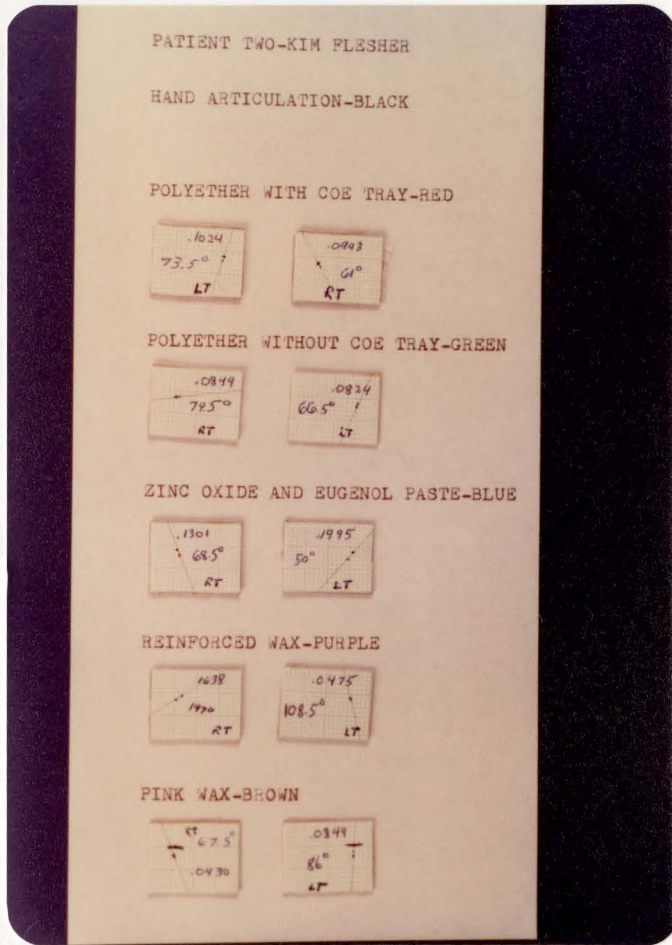 PATIENT TWO-KIM FLESHER
HAND ARTICULATION-BLACK
POLYETHER WITH COE TRAY-RED
.1024
73.5°
LT
.0943
61°
RT
POLYETHER WITHOUT COE TRAY-GREEN
.0849
79.5°
RT
.0824
66.5°
LT
ZINC OXIDE AND EUGENOL PASTE-BLUE
.1301
68.5°
RT
.1995
50°
LT
REINFORCED WAX-PURPLE
.1638
RT
.0475
108.5°
LT
PINK WAX-BROWN
RT
67.5°
.0430
.0849
86°
LT